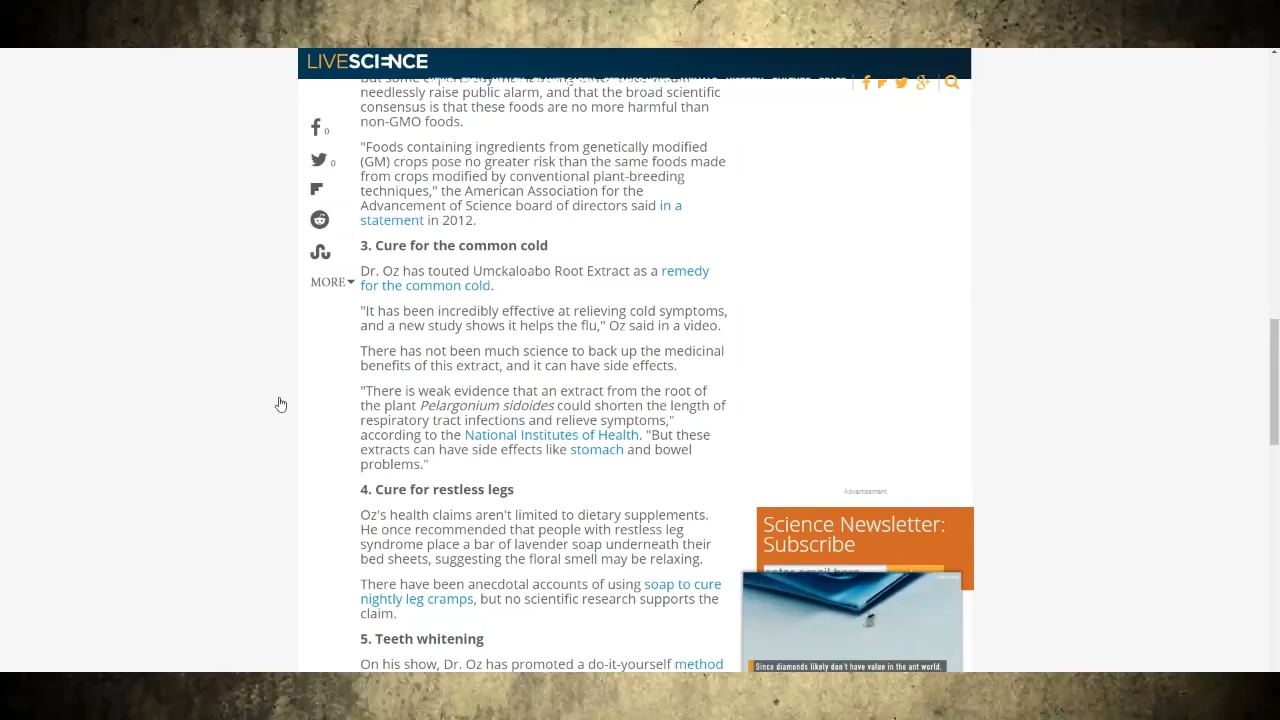 LIVESCIENCE
needlessly raise public alarm, and that the broad scientific
consensus is that these foods are no more harmful than
non-GMO foods.
0
0
MORE
"Foods containing ingredients from genetically modified
(GM) crops pose no greater risk than the same foods made
from crops modified by conventional plant-breeding
techniques," the American Association for the
Advancement of Science board of directors said in a
statement in 2012.
3. Cure for the common cold
Dr. Oz has touted Umckaloabo Root Extract as a remedy
for the common cold.
"It has been incredibly effective at relieving cold symptoms,
and a new study shows it helps the flu," Oz said in a video.
There has not been much science to back up the medicinal
benefits of this extract, and it can have side effects.
"There is weak evidence that an extract from the root of
the plant Pelargonium sidoides could shorten the length of
respiratory tract infections and relieve symptoms,"
according to the National Institutes of Health. "But these
extracts can have side effects like stomach and bowel
problems."
4. Cure for restless legs
Oz's health claims aren't limited to dietary supplements.
He once recommended that people with restless leg
syndrome place a bar of lavender soap underneath their
bed sheets, suggesting the floral smell may be relaxing.
There have been anecdotal accounts of using soap to cure
nightly leg cramps, but no scientific research supports the
claim.
5. Teeth whitening
On his show, Dr. Oz has promoted a do-it-yourself method
Advertisement
Science Newsletter:
Subscribe
Since diamonds likely don't have value in the ant world.